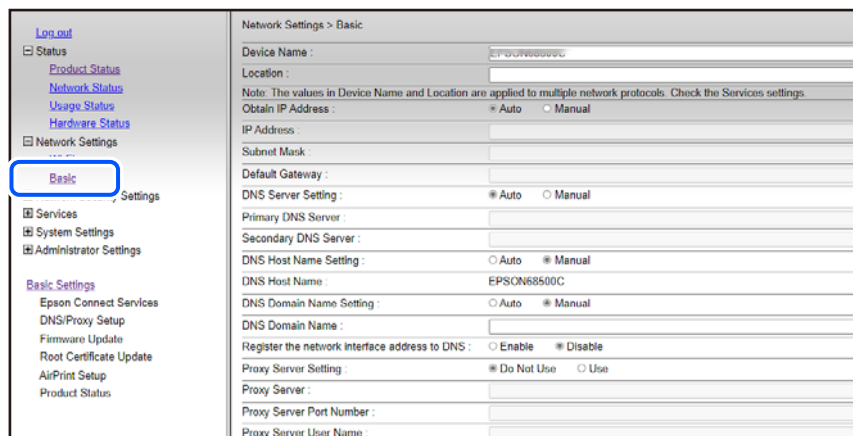 Log out
Status
Product Status
Network Status
Usage Status
Hardware Status
Network Settings
Basic
Settings
Services
System Settings
Administrator Settings
Basic Settings
Epson Connect Services
DNS/Proxy Setup
Firmware Update
Root Certificate Update
AirPrint Setup
Product Status
Network Settings > Basic
Device Name :
Location :
Note: The values in Device Name and Location are applied to multiple network protocols. Check the Services settings.
Obtain IP Address : Auto Manual
IP Address :
Subnet Mask :
Default Gateway :
DNS Server Setting : Auto Manual
Primary DNS Server :
Secondary DNS Server :
DNS Host Name Setting : Auto Manual
DNS Host Name : EPSON68500C
DNS Domain Name Setting : Auto Manual
DNS Domain Name :
Register the network interface address to DNS : Enable Disable
Proxy Server Setting : Do Not Use Use
Proxy Server :
Proxy Server Port Number :
Proxy Server User Name :